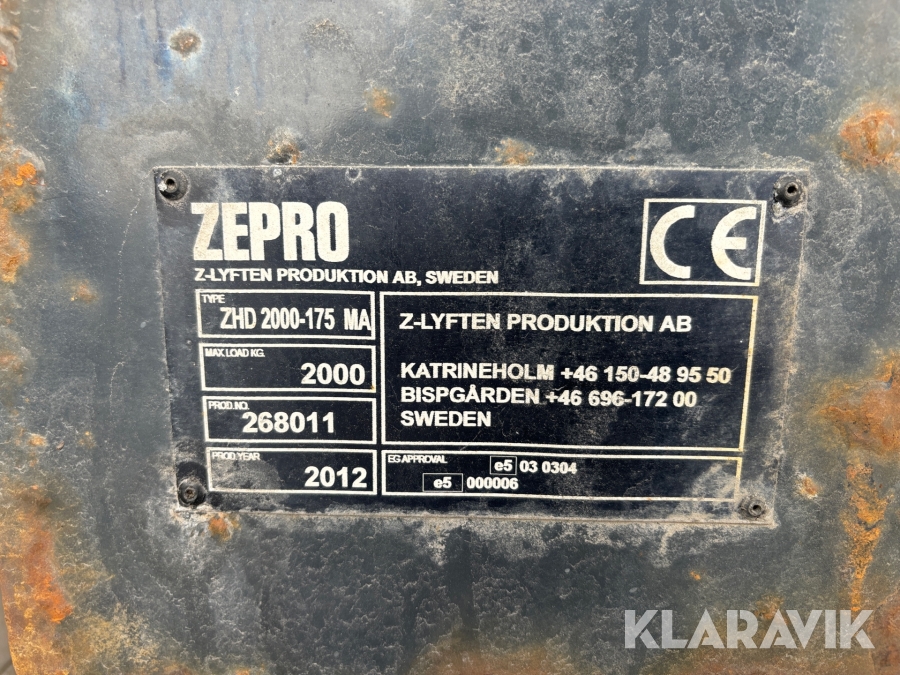 ZEPRO
Z-LYFTEN PRODUKTION AB, SWEDEN
CE
TYPE
ZHD 2000-175 MA
MAX LOAD KG.
2000
PROD.NO.
268011
PROD.YEAR
2012
Z-LYFTEN PRODUKTION AB
KATRINEHOLM +46 150-48 95 50
BISPGÅRDEN +46 696-172 00
SWEDEN
EG APPROVAL
e5 03 0304
e5 000006
KLARAVIK